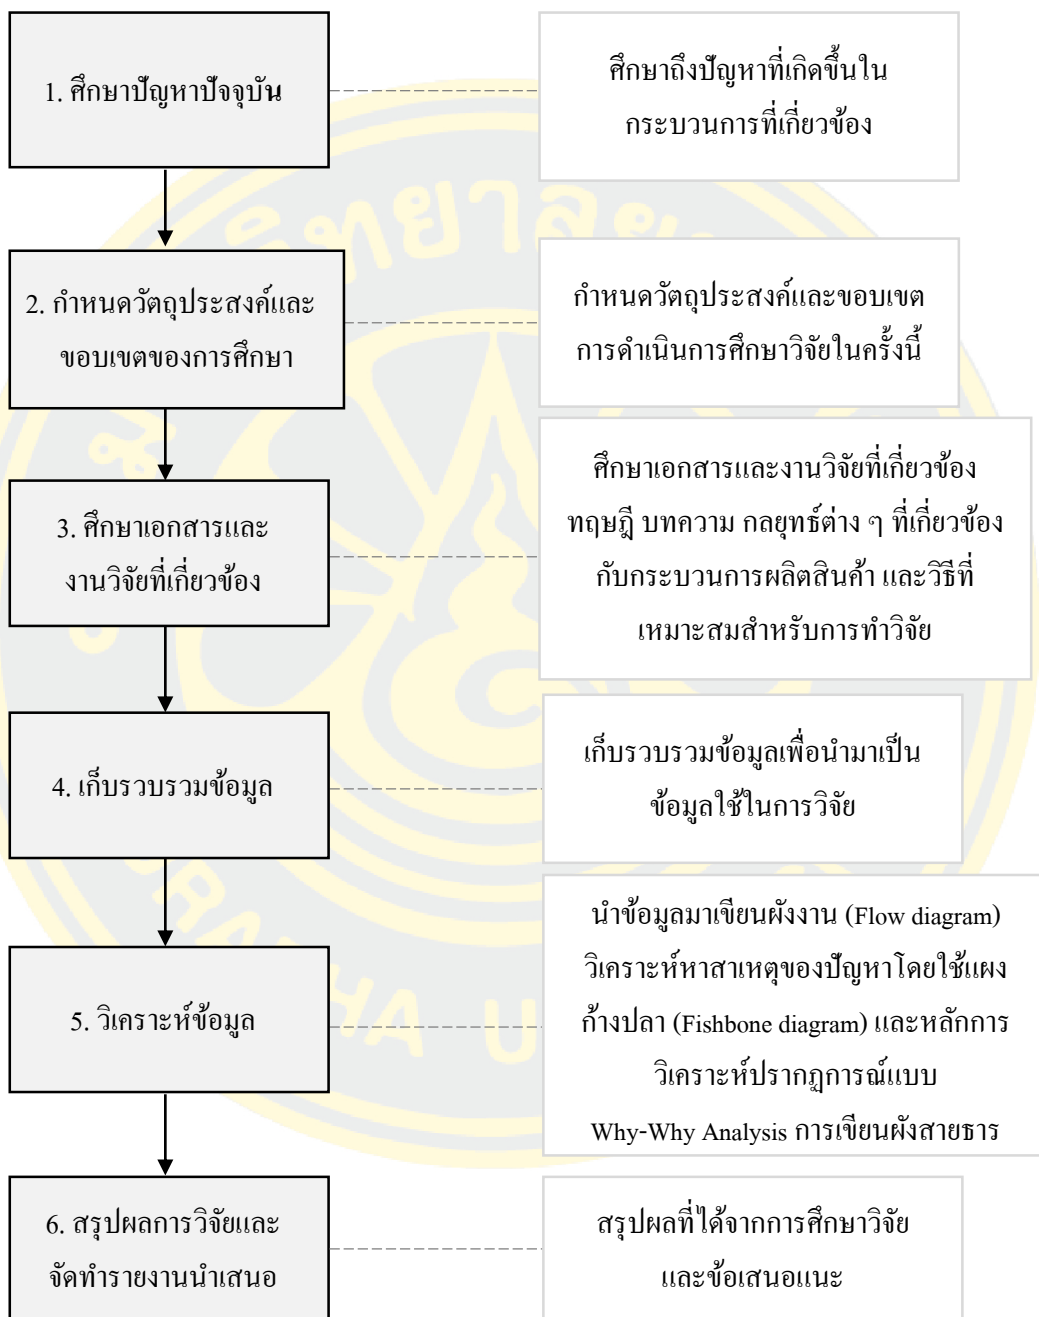 1. ศึกษาปัญหาปัจจุบัน
ศึกษาถึงปัญหาที่เกิดขึ้นใน
กระบวนการที่เกี่ยวข้อง
2. กำหนดวัตถุประสงค์และ
ขอบเขตของการศึกษา
กำหนดวัตถุประสงค์และขอบเขต
การดำเนินการศึกษาวิจัยในครั้งนี้
3. ศึกษาเอกสารและ
งานวิจัยที่เกี่ยวข้อง
ศึกษาเอกสารและงานวิจัยที่เกี่ยวข้อง
ทฤษฎี บทความ กลยุทธ์ต่าง ๆ ที่เกี่ยวข้อง
กับกระบวนการผลิตสินค้า และวิธีที่
เหมาะสมสำหรับการทำวิจัย
4. เก็บรวบรวมข้อมูล
เก็บรวบรวมข้อมูลเพื่อนำมาเป็น
ข้อมูลใช้ในการวิจัย
5. วิเคราะห์ข้อมูล
นำข้อมูลมาเขียนผังงาน (Flow diagram)
วิเคราะห์หาสาเหตุของปัญหาโดยใช้แผง
ก้างปลา (Fishbone diagram) และหลักการ
วิเคราะห์ปรากฏการณ์แบบ
Why-Why Analysis การเขียนผังสายธาร
6. สรุปผลการวิจัยและ
จัดทำรายงานนำเสนอ
สรุปผลที่ได้จากการศึกษาวิจัย
และข้อเสนอแนะ